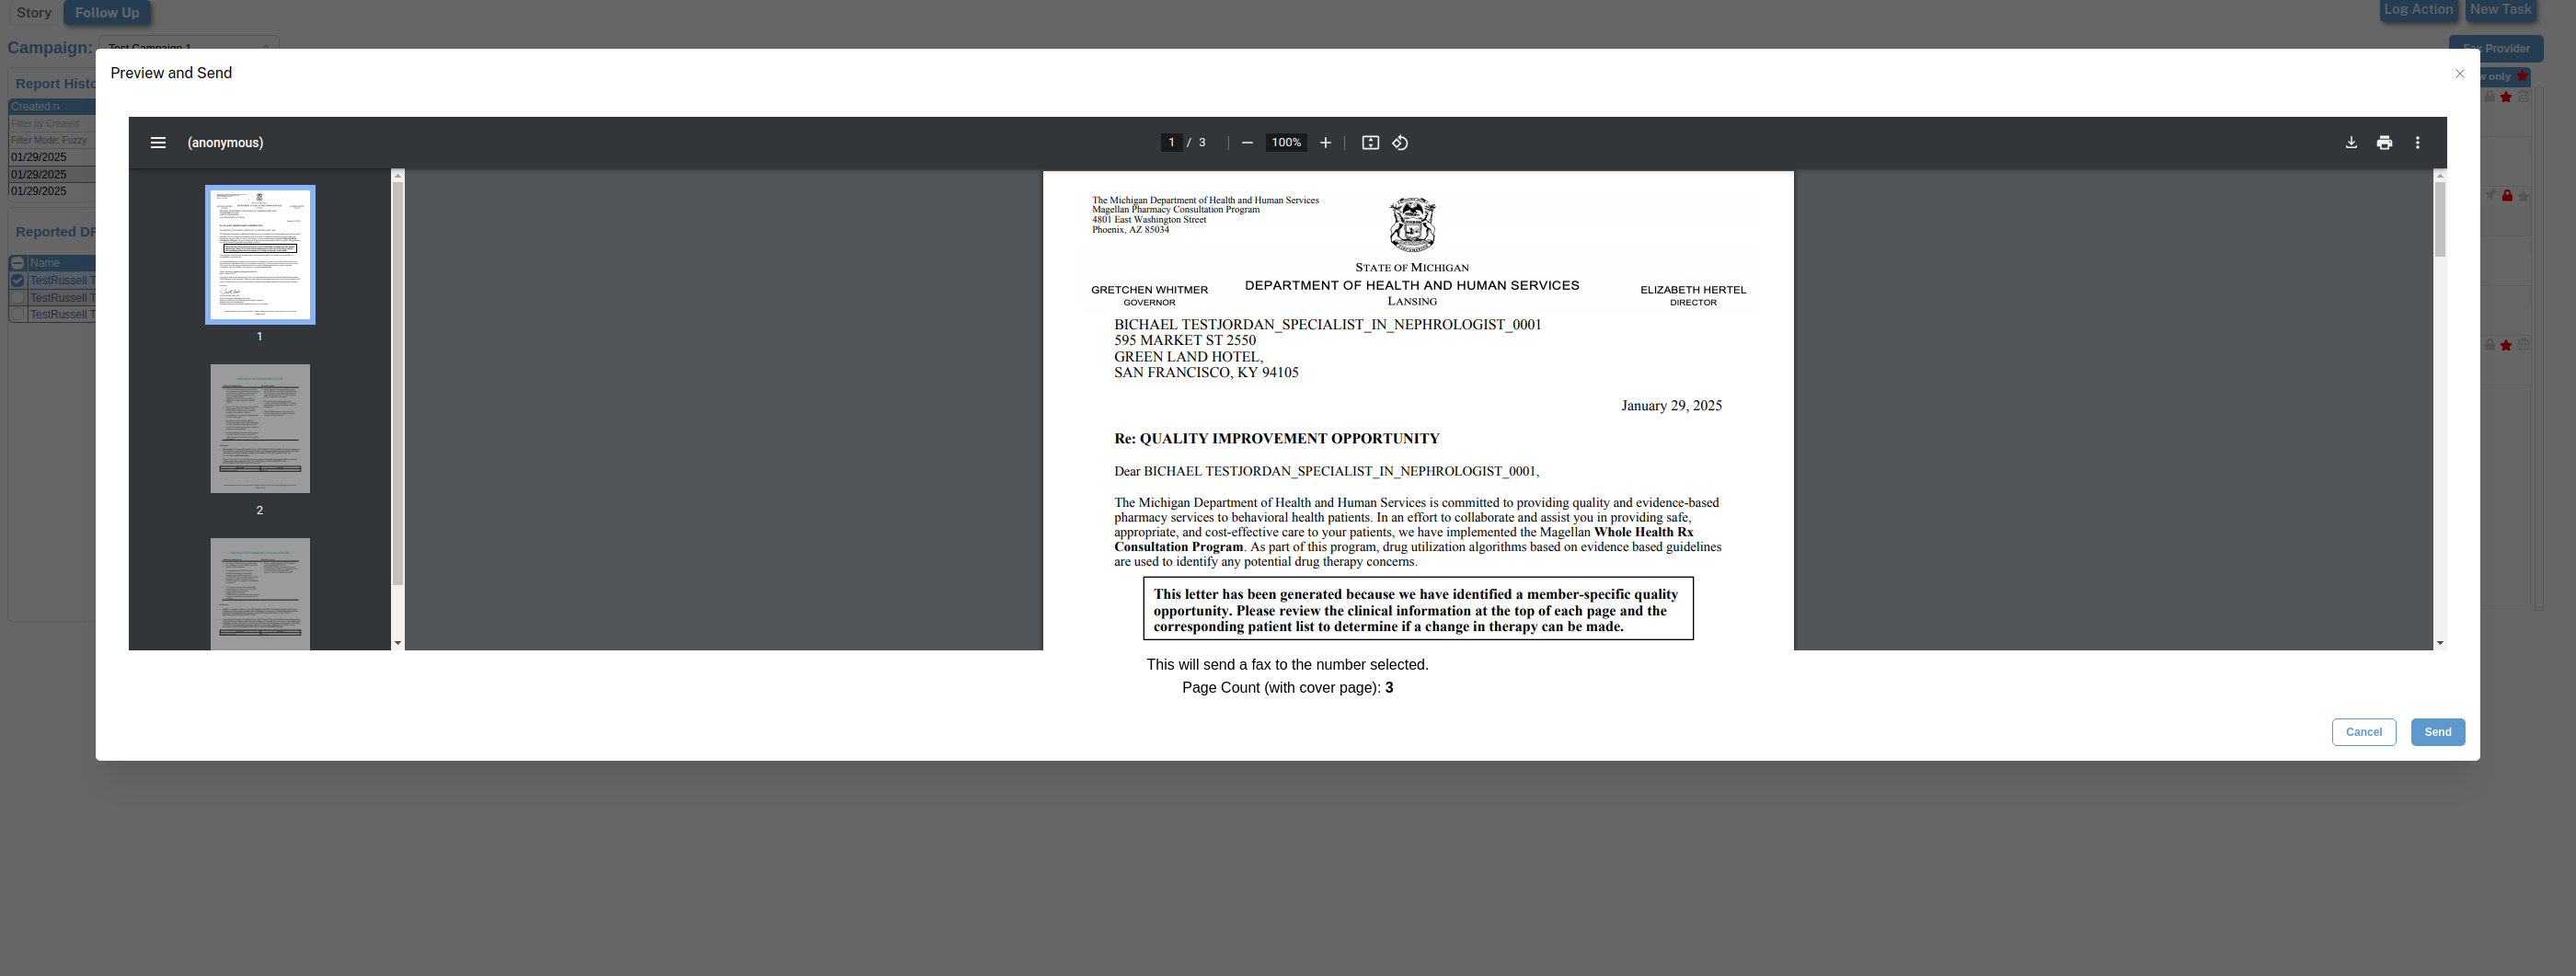 Story
Follow Up
Log Action
New Task
Campaign:
Test Campaign 1
Provider
Report Histo
only
Created
Filter by Created
Filter Mode: Fuzzy
01/29/2025
01/29/2025
01/29/2025
Reported DR
Name
TestRussell T
TestRussell T
TestRussell T
Preview and Send
(anonymous)
1 / 3
100%
1
2
The Michigan Department of Health and Human Services
Magellan Pharmacy Consultation Program
4801 East Washington Street
Phoenix, AZ 85034
STATE OF MICHIGAN
DEPARTMENT OF HEALTH AND HUMAN SERVICES
LANSING
GRETCHEN WHITMER
GOVERNOR
ELIZABETH HERTEL
DIRECTOR
BICHAEL TESTJORDAN_SPECIALIST_IN_NEPHROLOGIST_0001
595 MARKET ST 2550
GREEN LAND HOTEL,
SAN FRANCISCO, KY 94105
January 29, 2025
Re: QUALITY IMPROVEMENT OPPORTUNITY
Dear BICHAEL TESTJORDAN_SPECIALIST_IN_NEPHROLOGIST_0001,
The Michigan Department of Health and Human Services is committed to providing quality and evidence-based
pharmacy services to behavioral health patients. In an effort to collaborate and assist you in providing safe,
appropriate, and cost-effective care to your patients, we have implemented the Magellan Whole Health Rx
Consultation Program. As part of this program, drug utilization algorithms based on evidence based guidelines
are used to identify any potential drug therapy concerns.
This letter has been generated because we have identified a member-specific quality
opportunity. Please review the clinical information at the top of each page and the
corresponding patient list to determine if a change in therapy can be made.
This will send a fax to the number selected.
Page Count (with cover page): 3
Cancel
Send